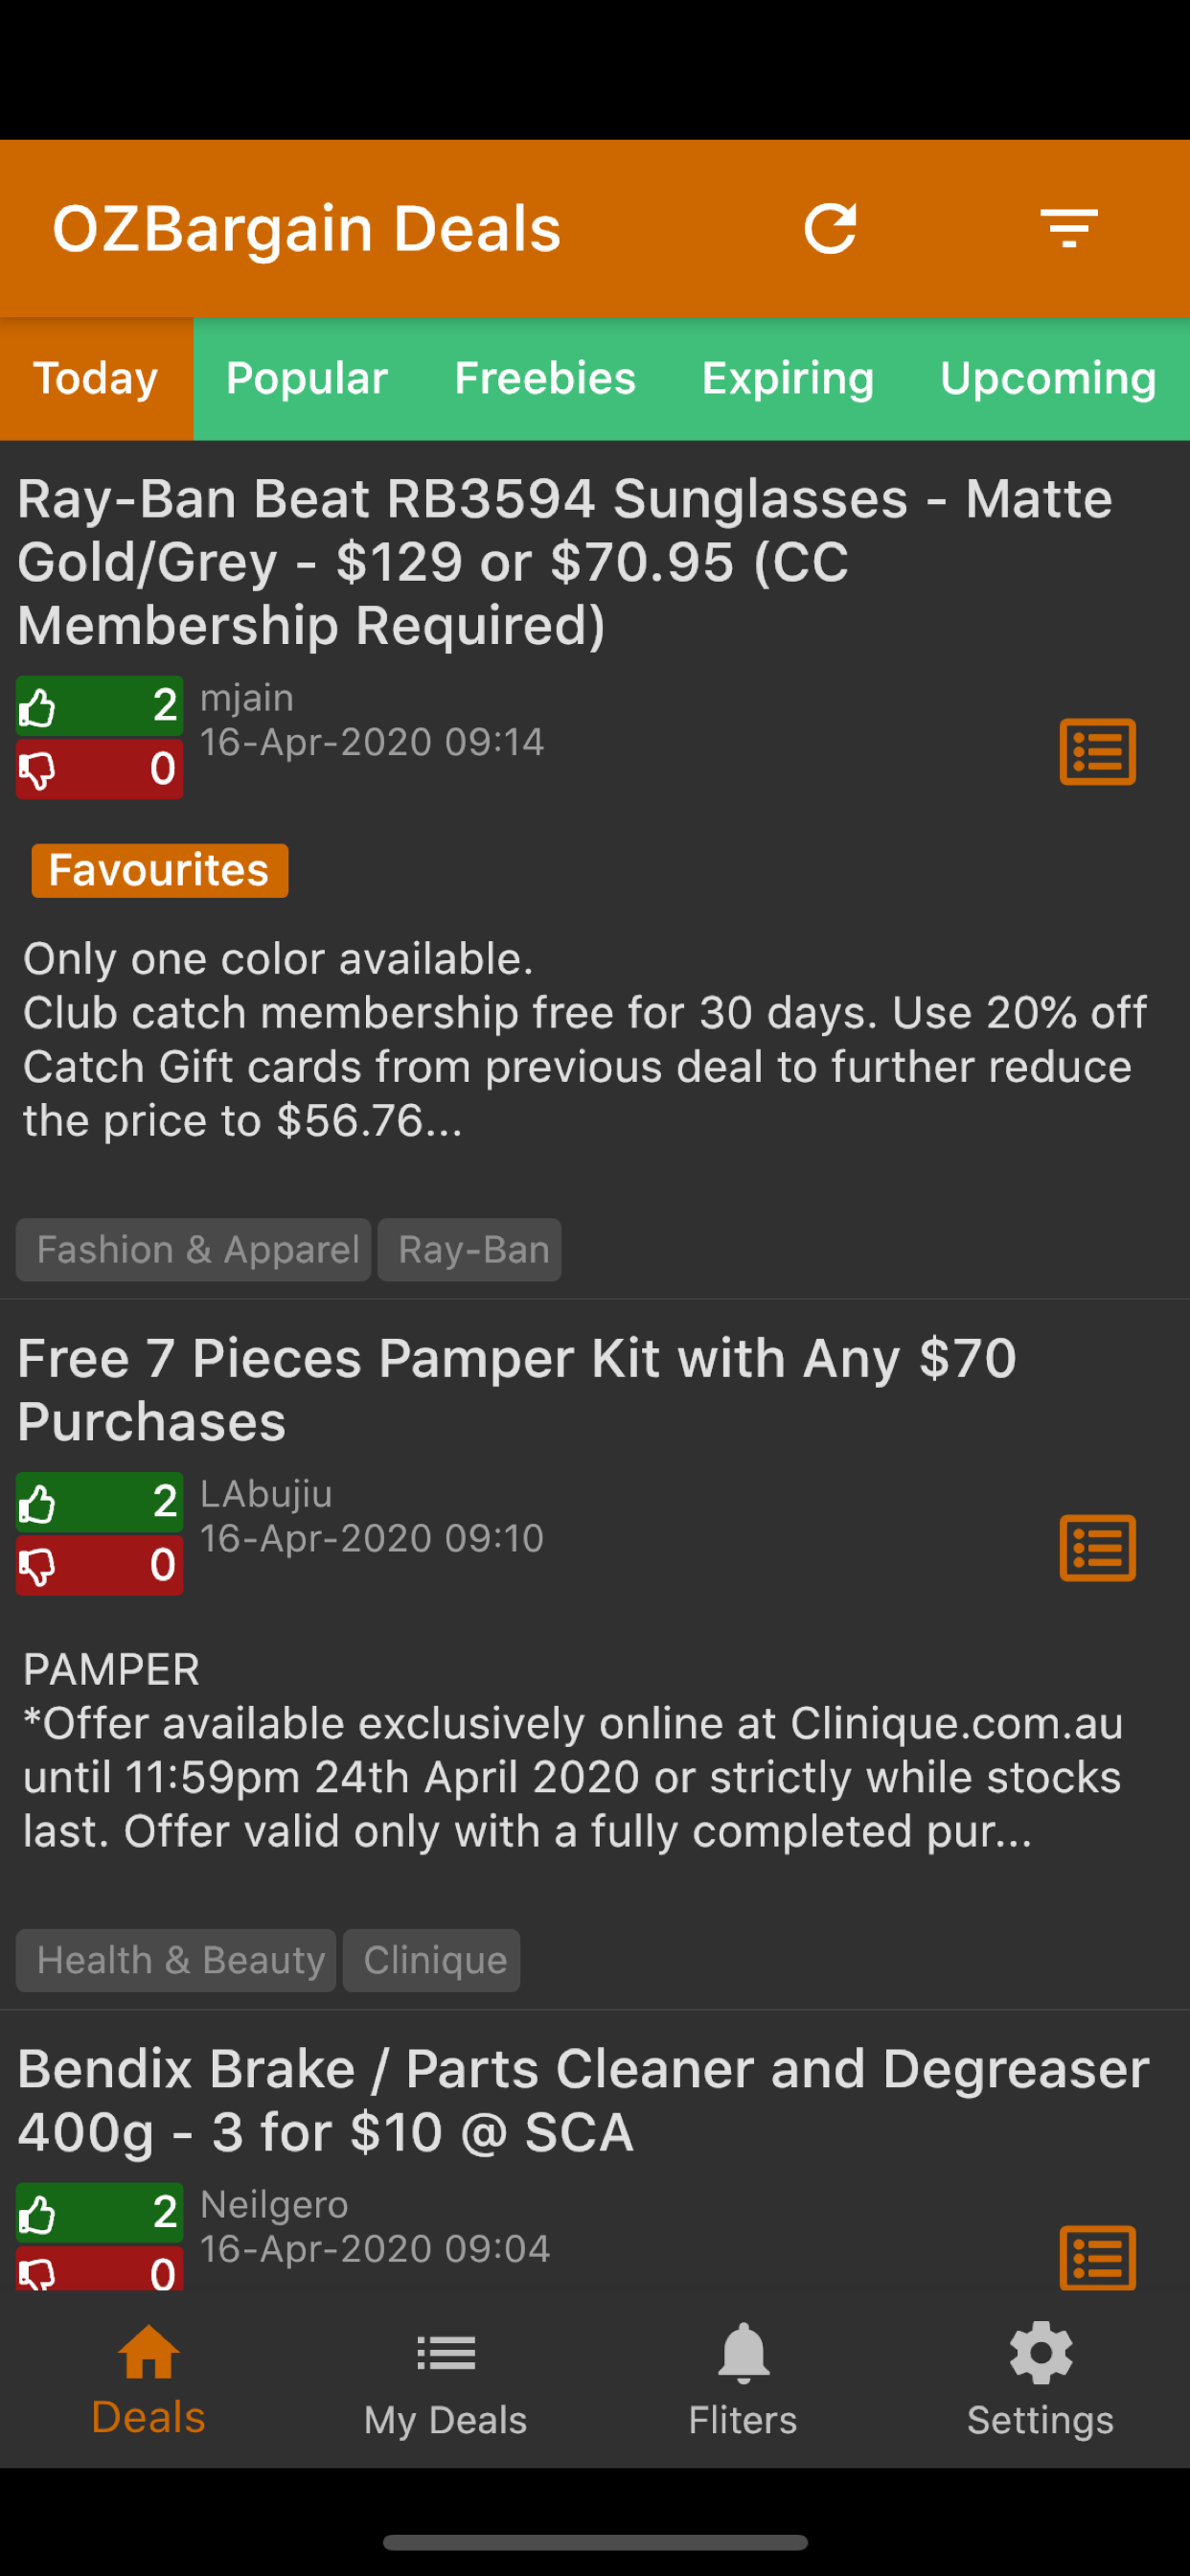 OZBargain Deals
Today Popular Freebies Expiring Upcoming
Ray-Ban Beat RB3594 Sunglasses - Matte
Gold/Grey - $129 or $70.95 (CC
Membership Required)
2 mjain
16-Apr-2020 09:14
0
Favourites
Only one color available.
Club catch membership free for 30 days. Use 20% off
Catch Gift cards from previous deal to further reduce
the price to $56.76...
Fashion & Apparel Ray-Ban
Free 7 Pieces Pamper Kit with Any $70
Purchases
2 LAbujiu
16-Apr-2020 09:10
0
PAMPER
*Offer available exclusively online at Clinique.com.au
until 11:59pm 24th April 2020 or strictly while stocks
last. Offer valid only with a fully completed pur...
Health & Beauty Clinique
Bendix Brake / Parts Cleaner and Degreaser
400g - 3 for $10 @ SCA
2 Neilgero
16-Apr-2020 09:04
0
Deals My Deals Fliters Settings